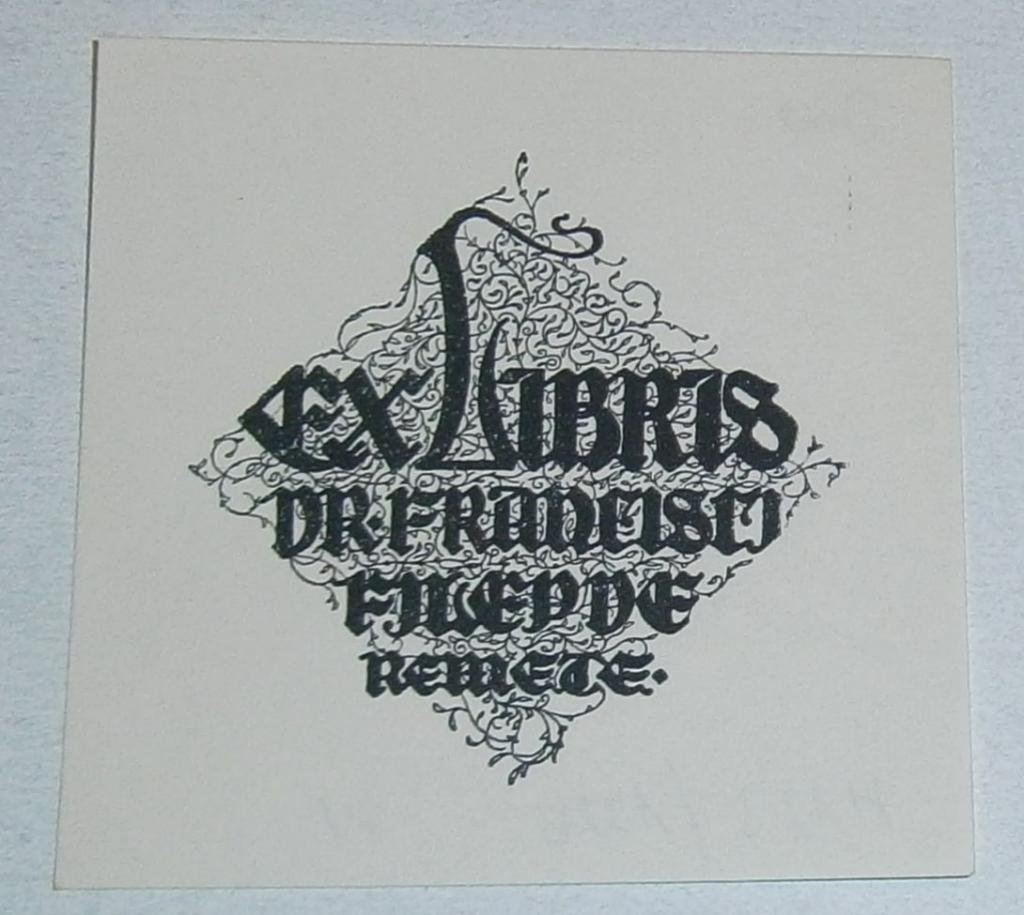 EX LIBRIS
DR. FRANCISCI
FILEP DE
REMETE.